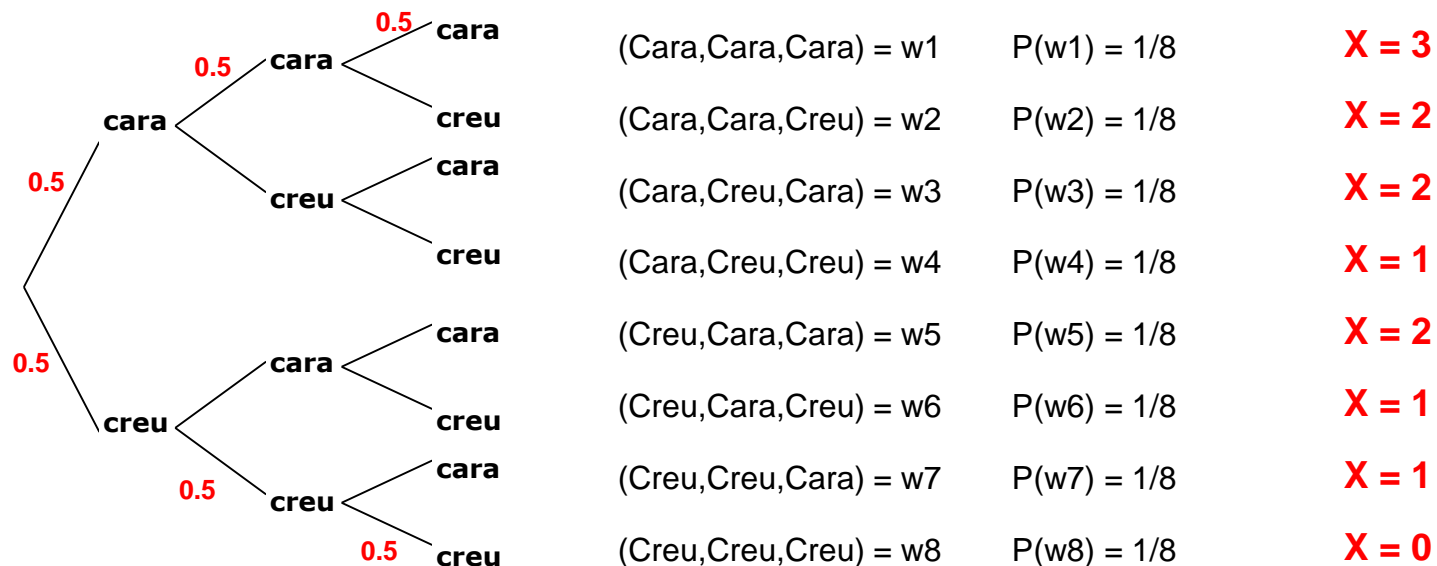 0.5 cara (Cara,Cara,Cara) = w1 P(w1) = 1/8 X = 3
0.5 cara
cara creu (Cara,Cara,Creu) = w2 P(w2) = 1/8 X = 2
cara
0.5 creu (Cara,Creu,Cara) = w3 P(w3) = 1/8 X = 2
creu (Cara,Creu,Creu) = w4 P(w4) = 1/8 X = 1
cara (Creu,Cara,Cara) = w5 P(w5) = 1/8 X = 2
0.5 cara
creu creu (Creu,Cara,Creu) = w6 P(w6) = 1/8 X = 1
cara (Creu,Creu,Cara) = w7 P(w7) = 1/8 X = 1
0.5 creu
0.5 creu (Creu,Creu,Creu) = w8 P(w8) = 1/8 X = 0